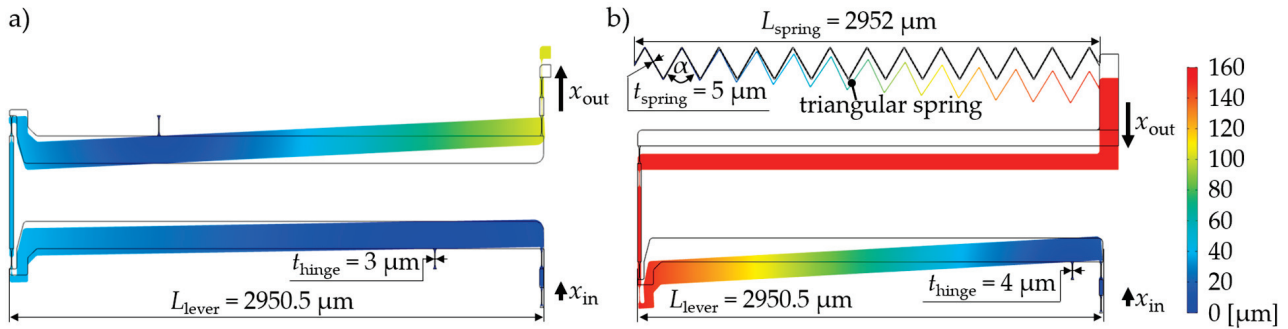 a)
x_out
t_hinge = 3 µm
x_in
L_lever = 2950.5 µm
b)
L_spring = 2952 µm
α
t_spring = 5 µm
triangular spring
x_out
t_hinge = 4 µm
x_in
L_lever = 2950.5 µm
160
140
120
100
80
60
40
20
0 [µm]